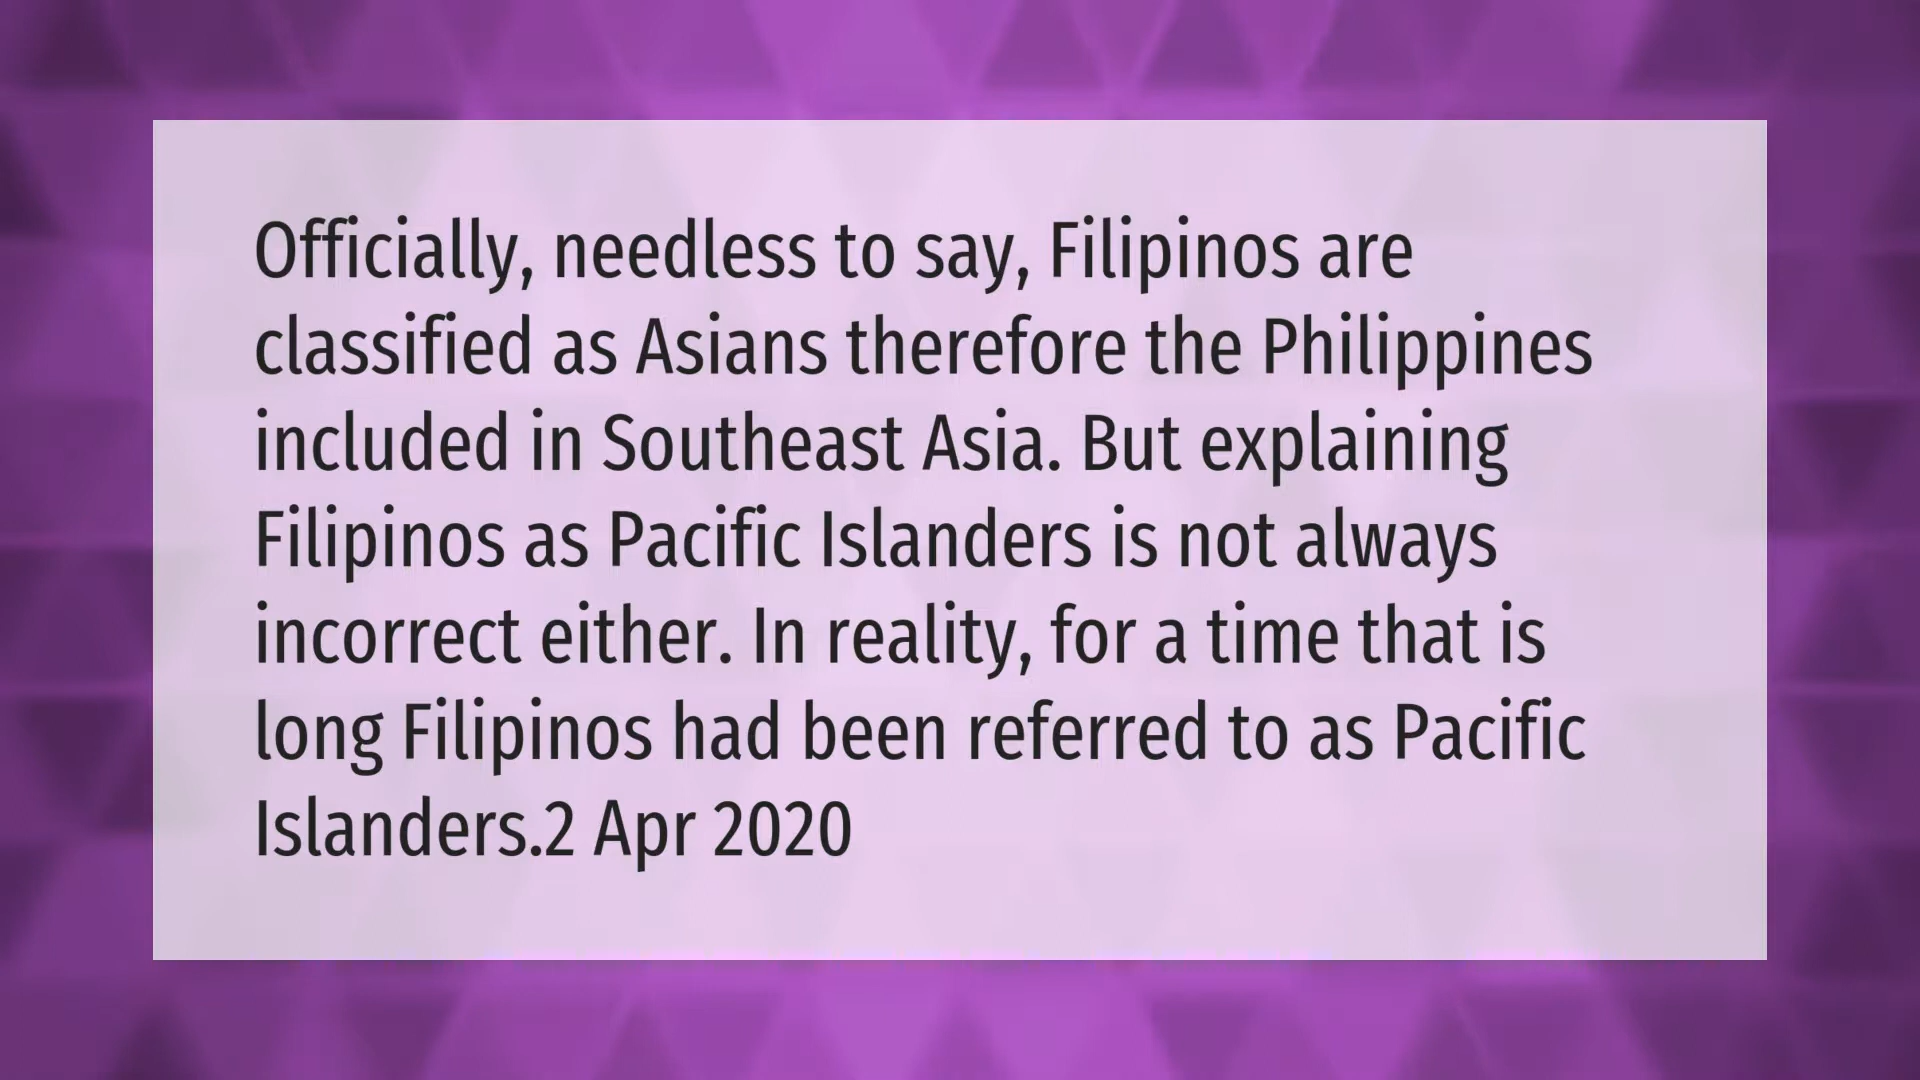 Officially, needless to say, Filipinos are
classified as Asians therefore the Philippines
included in Southeast Asia. But explaining
Filipinos as Pacific Islanders is not always
incorrect either. In reality, for a time that is
long Filipinos had been referred to as Pacific
Islanders.2 Apr 2020